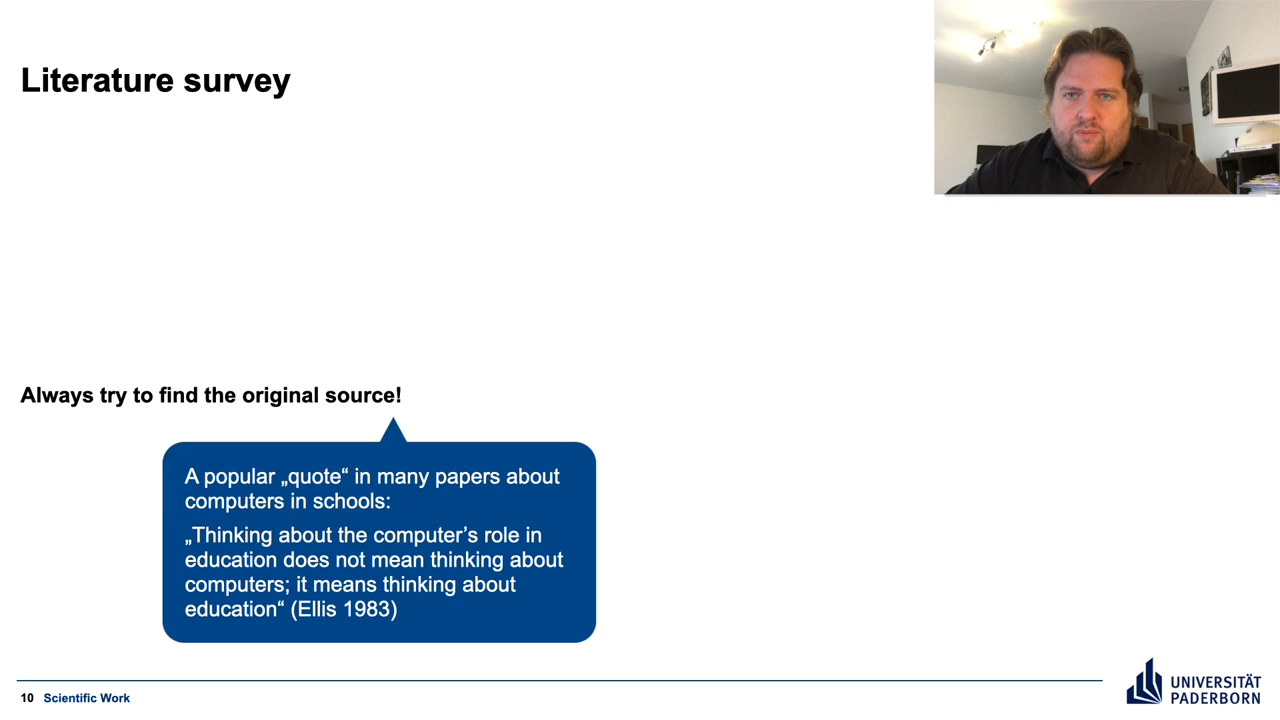 Literature survey
Always try to find the original source!
A popular „quote“ in many papers about
computers in schools:
„Thinking about the computer’s role in
education does not mean thinking about
computers; it means thinking about
education“ (Ellis 1983)
10 Scientific Work
UNIVERSITÄT
PADERBORN